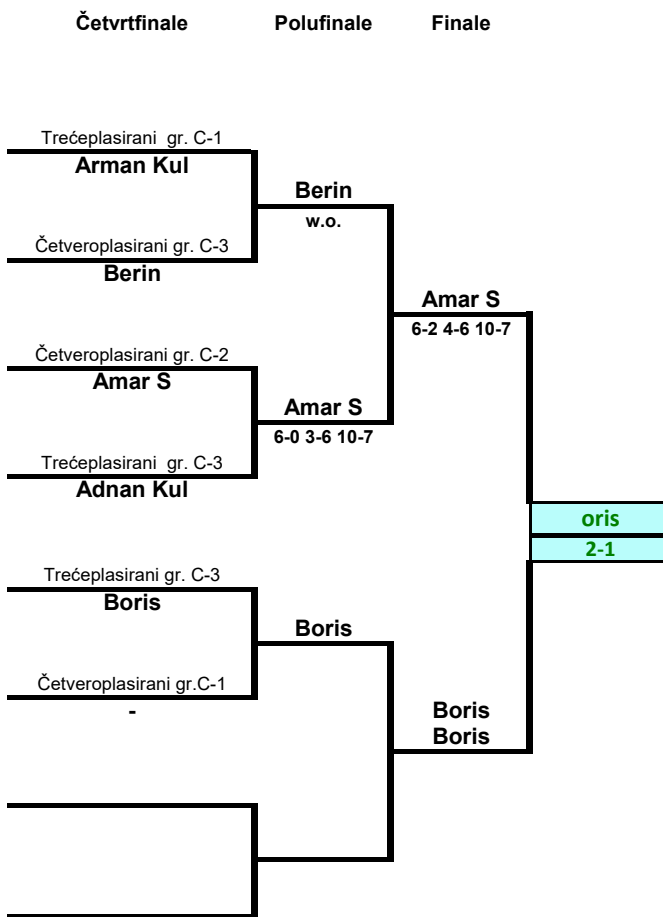 Četvrtfinale Polufinale Finale
Trećeplasirani gr. C-1
Arman Kul
Berin
w.o.
Četveroplasirani gr. C-3
Berin
Amar S
6-2 4-6 10-7
Četveroplasirani gr. C-2
Amar S
Amar S
6-0 3-6 10-7
Trećeplasirani gr. C-3
Adnan Kul
oris
2-1
Trećeplasirani gr. C-3
Boris
Boris
Četveroplasirani gr.C-1
-
Boris
Boris